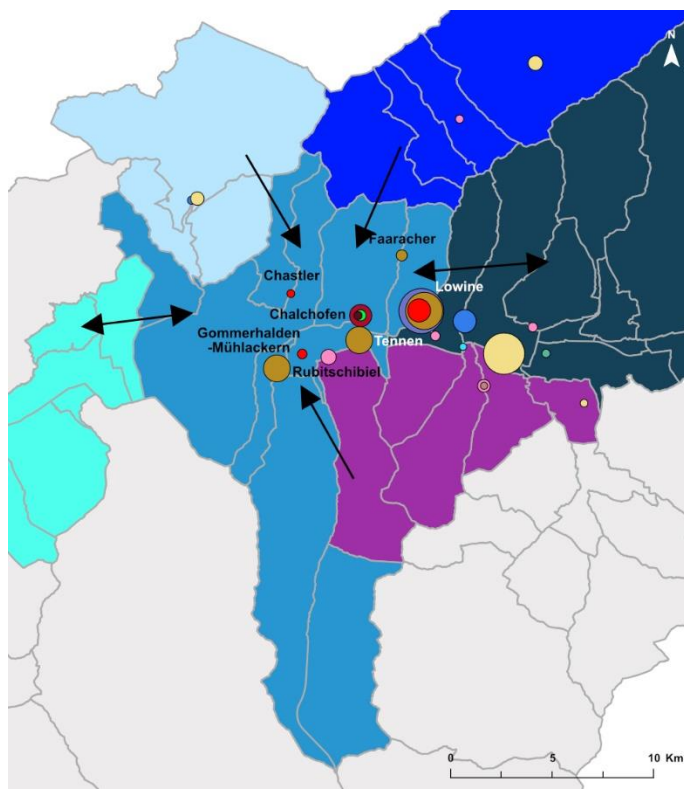 N
Faaracher
Chastler
Lowine
Chalchofen
Gommerhalden
-Mühlackern
Tennen
Rubitschibiel
0 5 10 Km